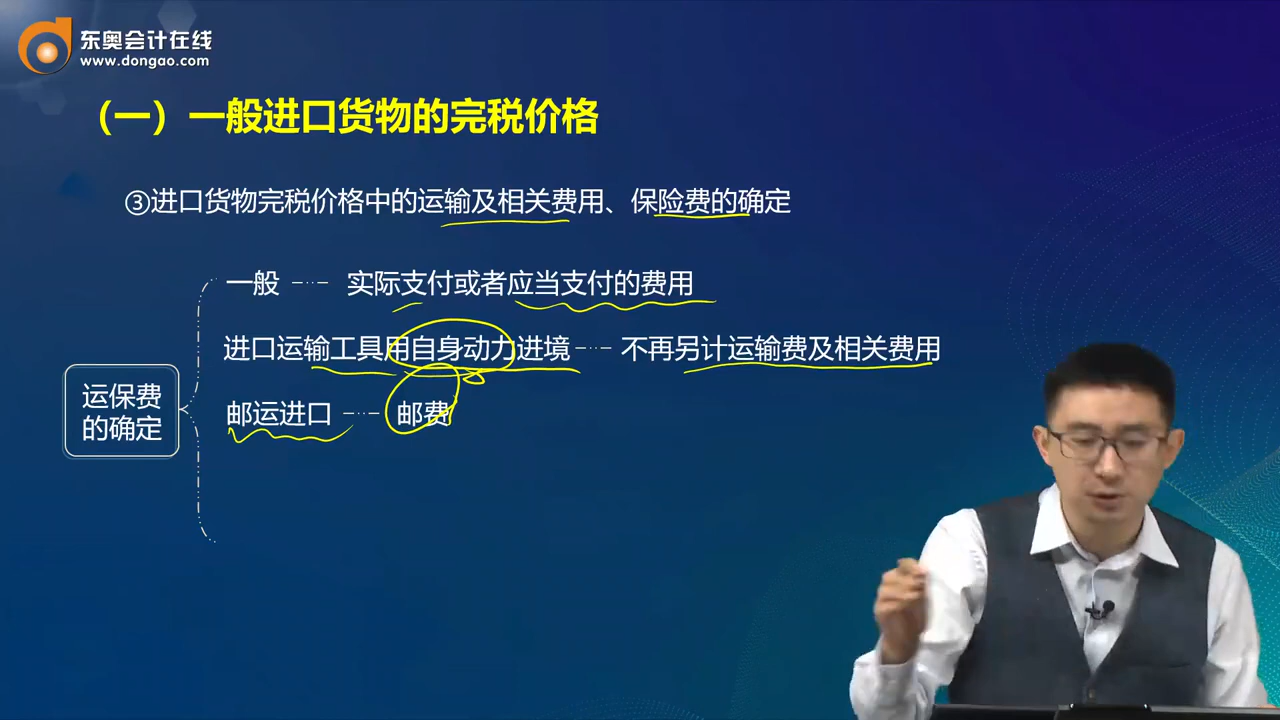 东奥会计在线
www.dongao.com
（一）一般进口货物的完税价格
③进口货物完税价格中的运输及相关费用、保险费的确定
一般 实际支付或者应当支付的费用
进口运输工具用自身动力进境 不再另计运输费及相关费用
运保费
的确定
邮运进口 邮费